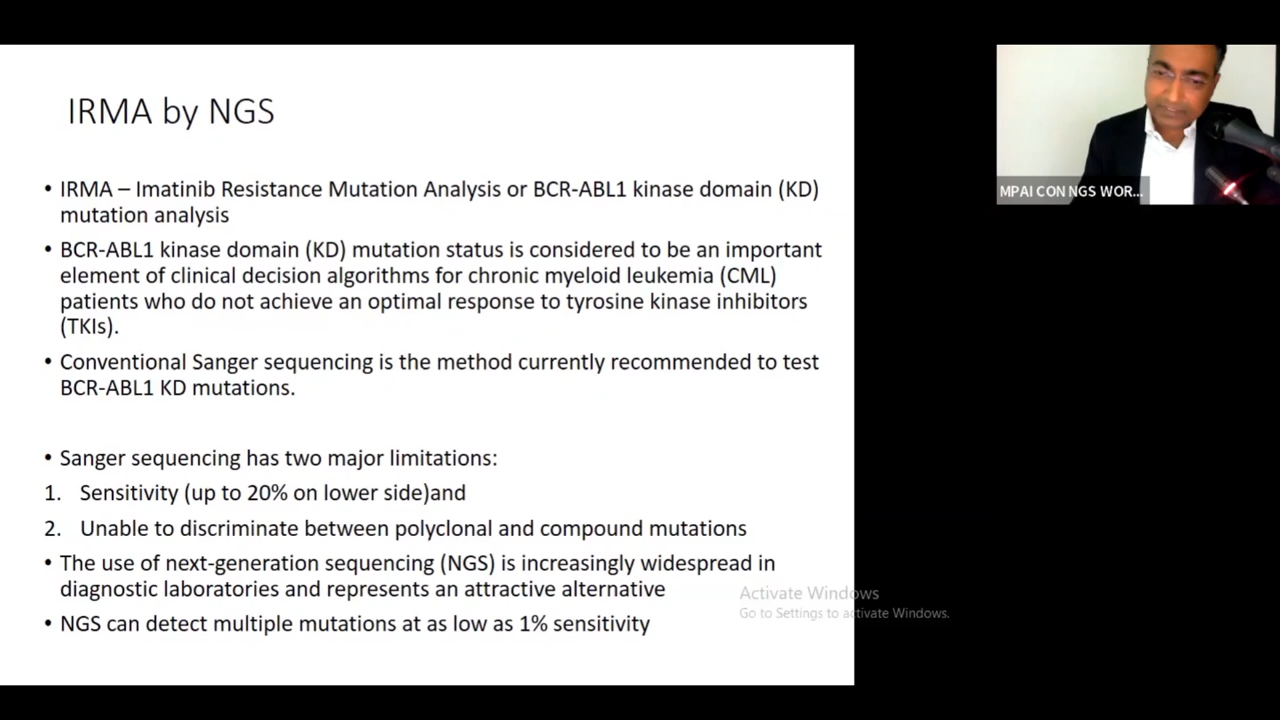 IRMA by NGS
• IRMA – Imatinib Resistance Mutation Analysis or BCR-ABL1 kinase domain (KD)
mutation analysis
• BCR-ABL1 kinase domain (KD) mutation status is considered to be an important
element of clinical decision algorithms for chronic myeloid leukemia (CML)
patients who do not achieve an optimal response to tyrosine kinase inhibitors
(TKIs).
• Conventional Sanger sequencing is the method currently recommended to test
BCR-ABL1 KD mutations.
• Sanger sequencing has two major limitations:
1. Sensitivity (up to 20% on lower side)and
2. Unable to discriminate between polyclonal and compound mutations
• The use of next-generation sequencing (NGS) is increasingly widespread in
diagnostic laboratories and represents an attractive alternative
• NGS can detect multiple mutations at as low as 1% sensitivity
MPAI CON NGS WOR...
Activate Windows
Go to Settings to activate Windows.